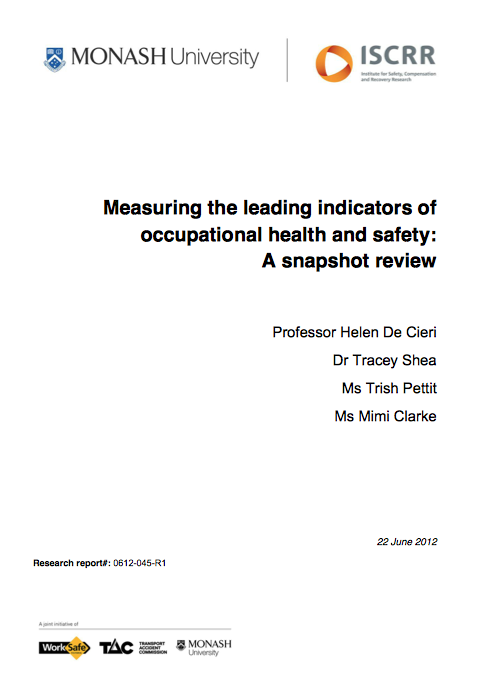 MONASH University
ISCRR
Institute for Safety, Compensation
and Recovery Research
Measuring the leading indicators of
occupational health and safety:
A snapshot review
Professor Helen De Cieri
Dr Tracey Shea
Ms Trish Pettit
Ms Mimi Clarke
22 June 2012
Research report#: 0612-045-R1
A joint initiative of
WorkSafe
TAC
TRANSPORT
ACCIDENT
COMMISSION
MONASH
University